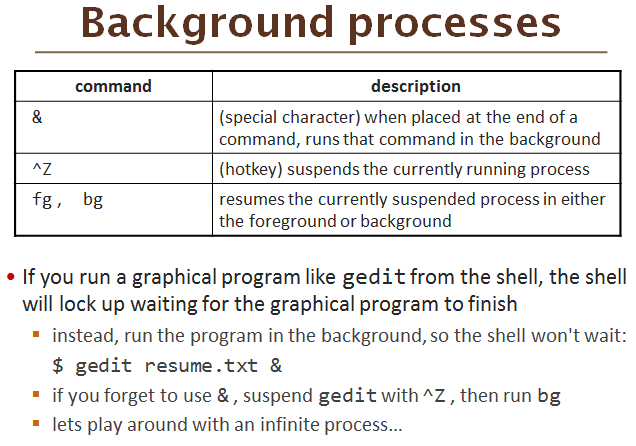 Background processes
command description
& (special character) when placed at the end of a
command, runs that command in the background
^Z (hotkey) suspends the currently running process
fg, bg resumes the currently suspended process in either
the foreground or background
• If you run a graphical program like gedit from the shell, the shell
will lock up waiting for the graphical program to finish
▪ instead, run the program in the background, so the shell won't wait:
$ gedit resume.txt &
▪ if you forget to use &, suspend gedit with ^Z, then run bg
▪ lets play around with an infinite process...